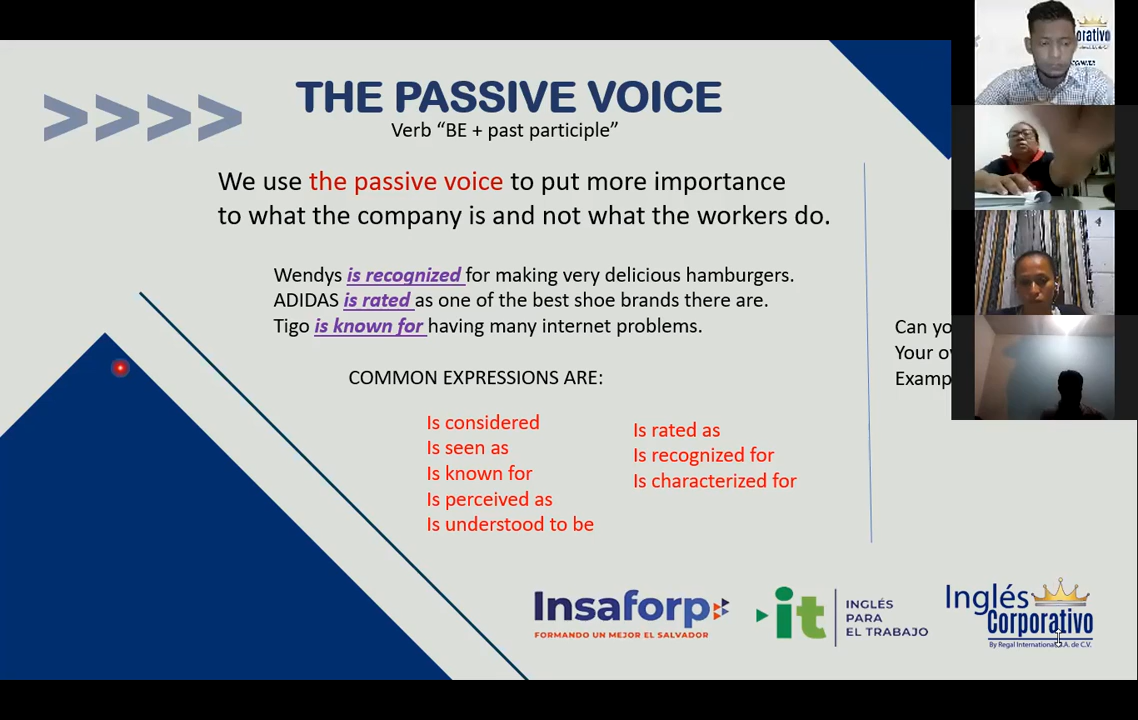 THE PASSIVE VOICE
Verb “BE + past participle”
We use the passive voice to put more importance
to what the company is and not what the workers do.
Wendys is recognized for making very delicious hamburgers.
ADIDAS is rated as one of the best shoe brands there are.
Tigo is known for having many internet problems.
COMMON EXPRESSIONS ARE:
Is considered
Is seen as
Is known for
Is perceived as
Is understood to be
Is rated as
Is recognized for
Is characterized for
Can yo
Your o
Examp
Insaforp
FORMANDO UN MEJOR EL SALVADOR
it
INGLÉS
PARA
EL TRABAJO
Inglés
Corporativo
By Regal International S.A. de C.V.
orativo